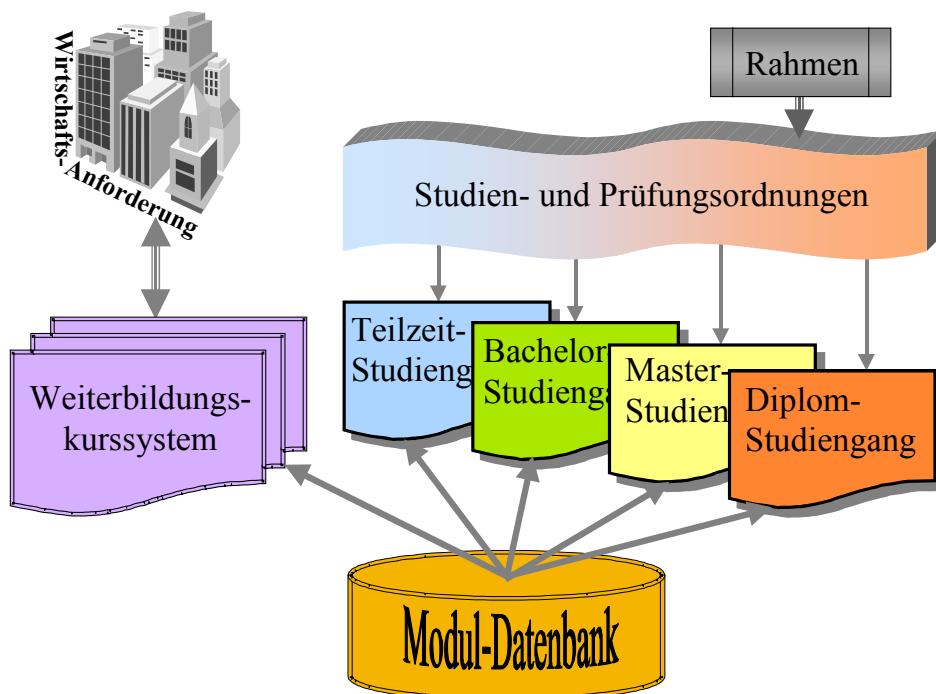 Wirtschafts-Anforderung
Rahmen
Studien- und Prüfungsordnungen
Teilzeit-
Studieng
Bachelor
Studienga
Master-
Studien
Diplom-
Studiengang
Weiterbildungs-
kurssystem
Modul-Datenbank